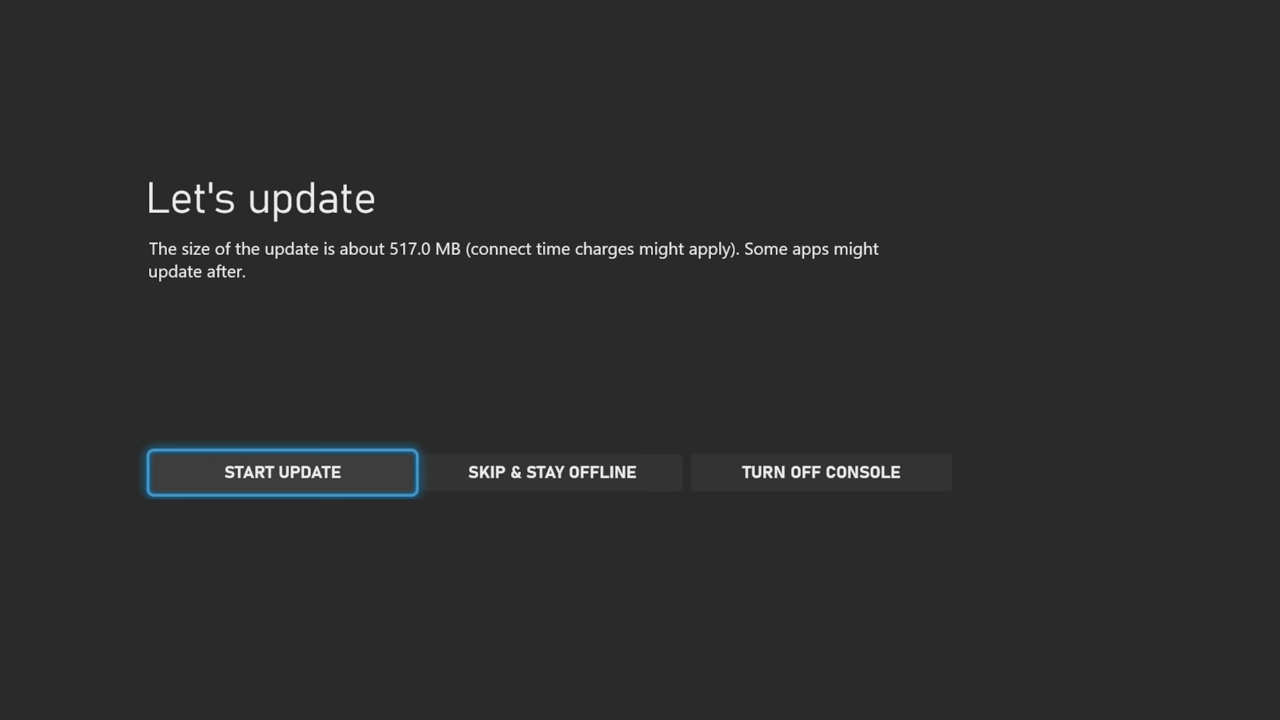 Let's update
The size of the update is about 517.0 MB (connect time charges might apply). Some apps might
update after.
START UPDATE
SKIP & STAY OFFLINE
TURN OFF CONSOLE